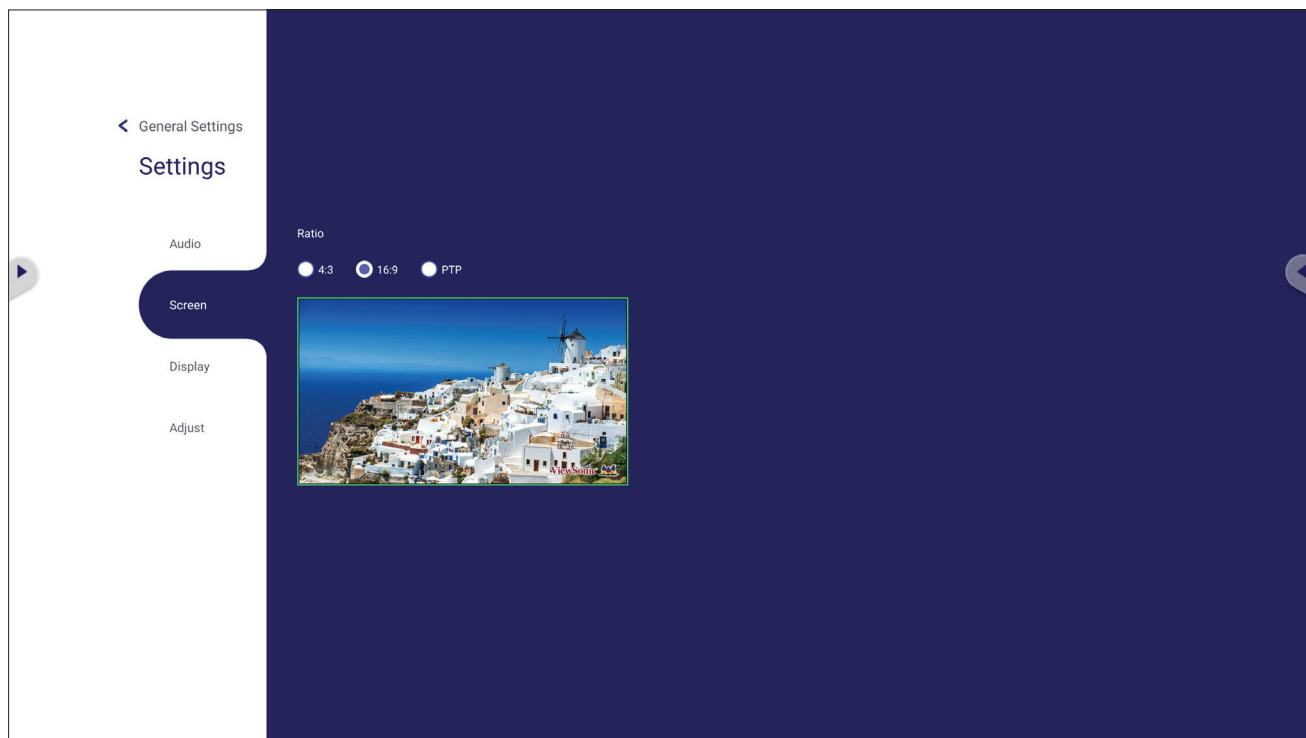 General Settings
Settings
Audio
Screen
Display
Adjust
Ratio
4:3 16:9 PTP
ViewSonic